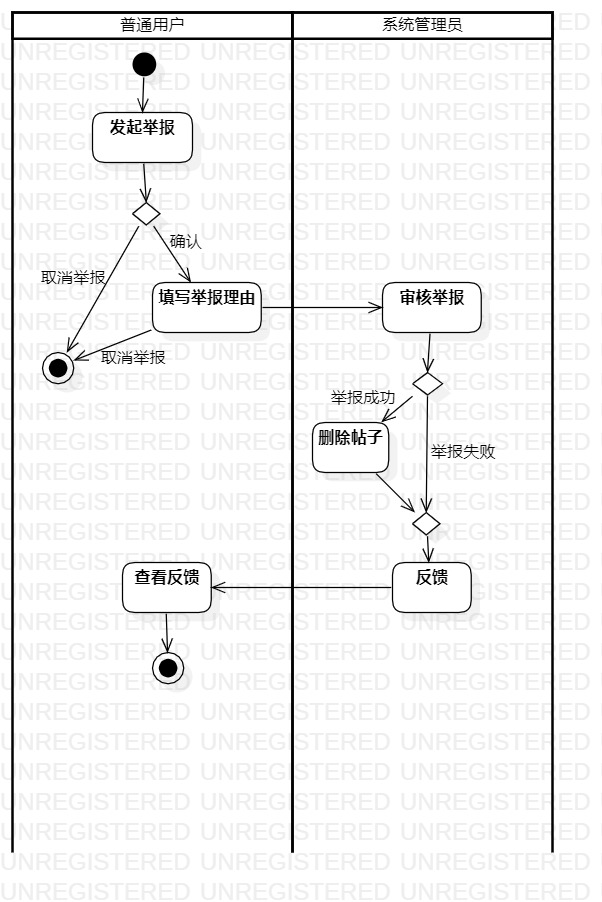 普通用户
系统管理员
发起举报
确认
取消举报
填写举报理由
审核举报
取消举报
举报成功
删除帖子
举报失败
查看反馈
反馈
UNREGISTERED